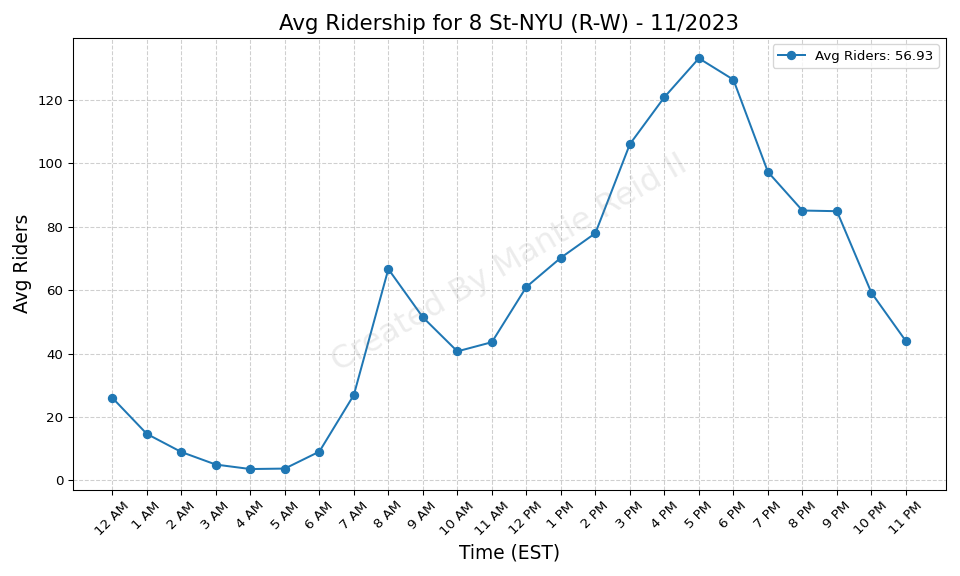 Avg Ridership for 8 St-NYU (R-W) - 11/2023
Avg Riders: 56.93
Avg Riders
120
100
80
60
40
20
0
Created By Mantie Reid II
12 AM
1 AM
2 AM
3 AM
4 AM
5 AM
6 AM
7 AM
8 AM
9 AM
10 AM
11 AM
12 PM
1 PM
2 PM
3 PM
4 PM
5 PM
6 PM
7 PM
8 PM
9 PM
10 PM
11 PM
Time (EST)